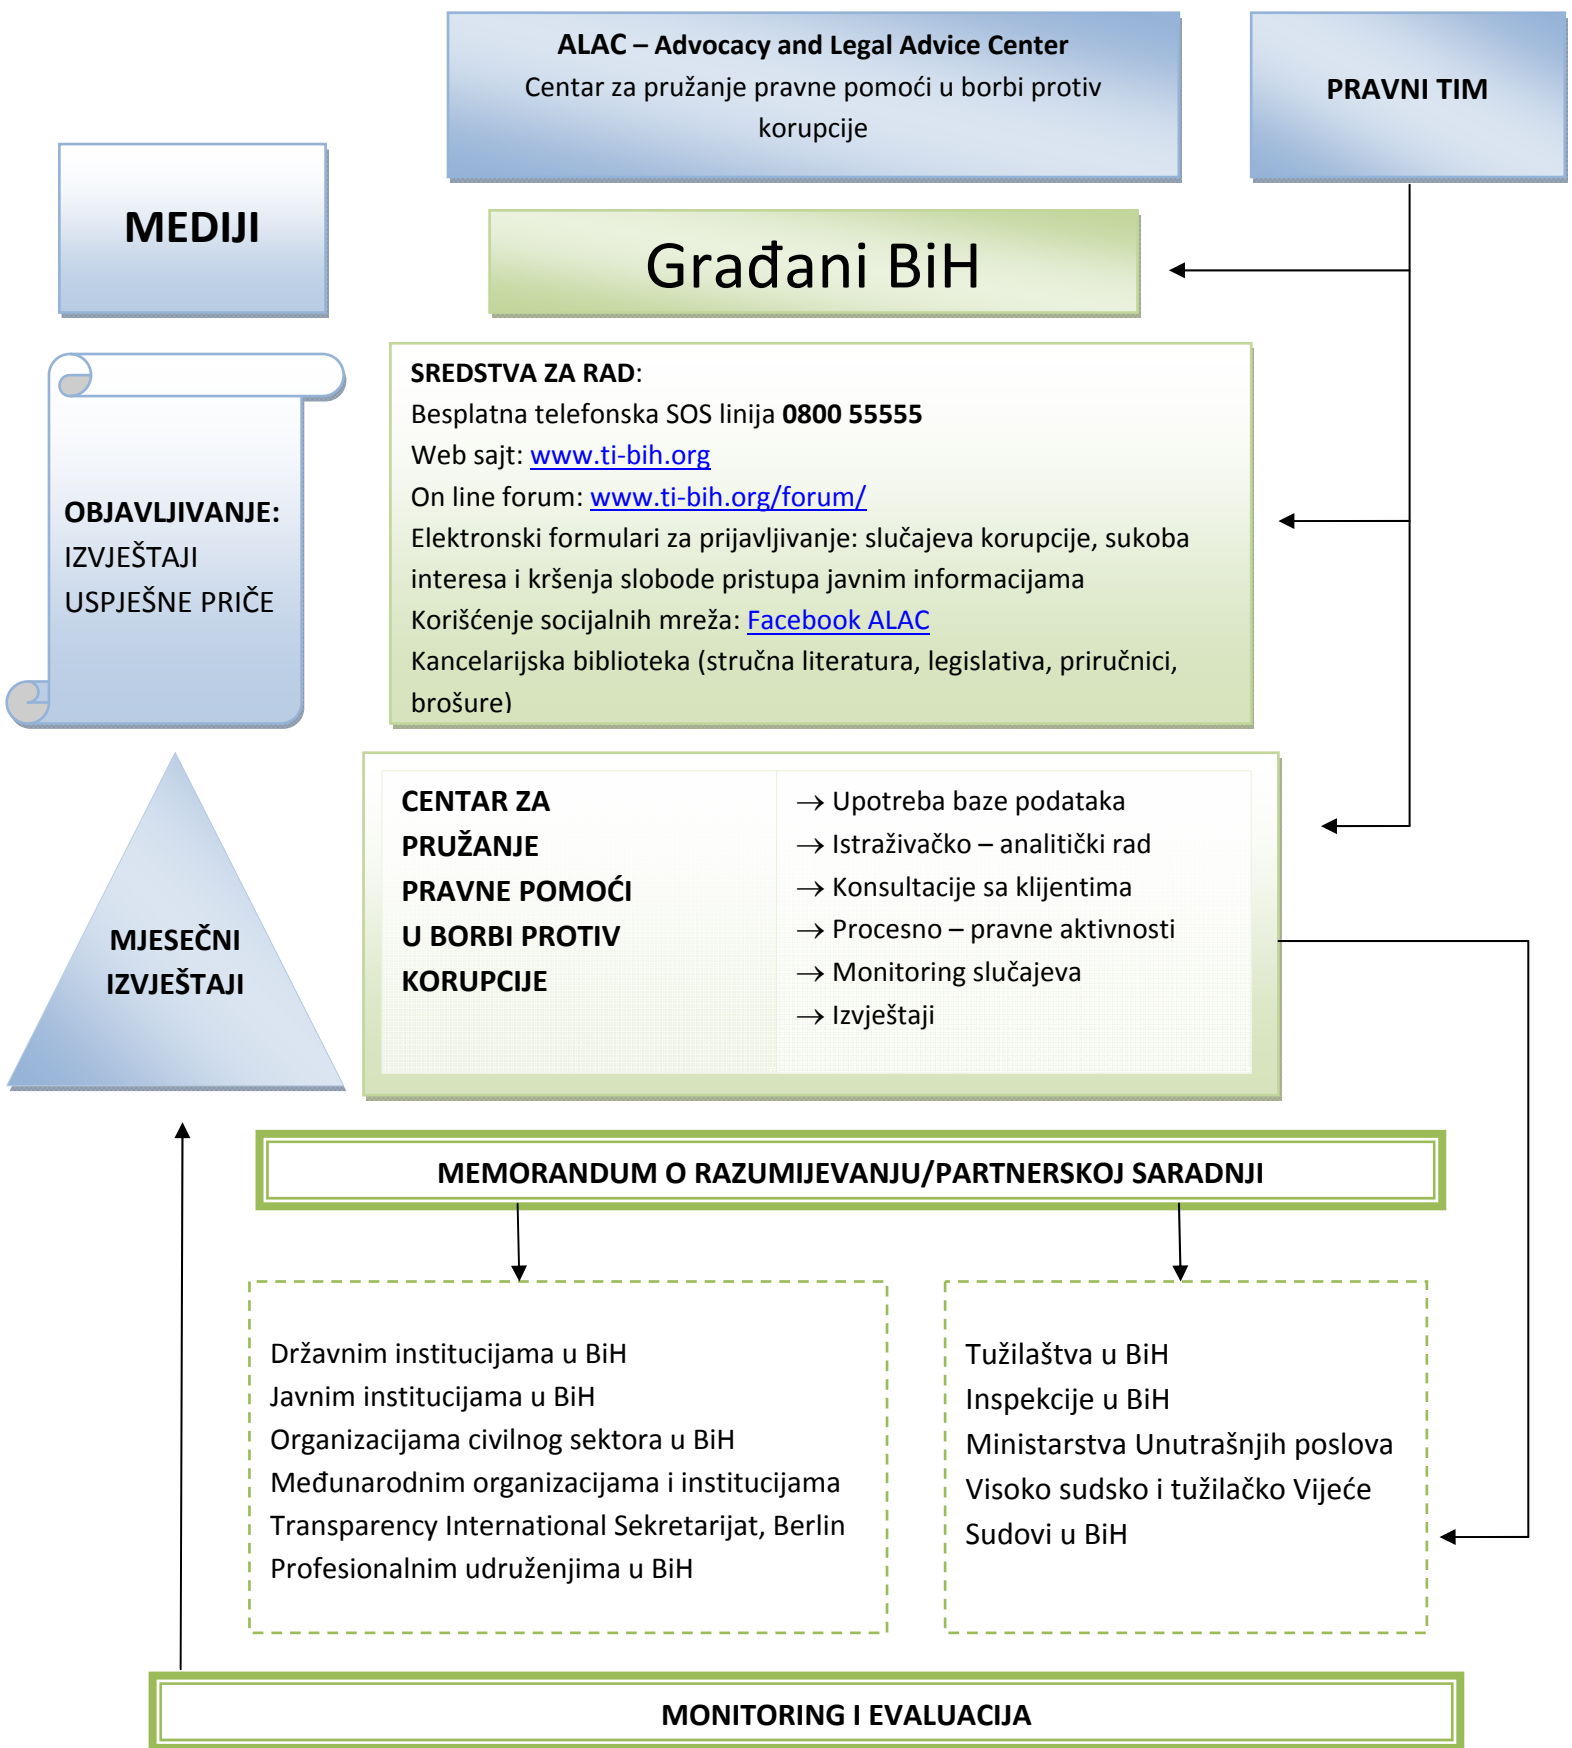 ALAC – Advocacy and Legal Advice Center
Centar za pružanje pravne pomoći u borbi protiv
korupcije
PRAVNI TIM
MEDIJI
Građani BiH
OBJAVLJIVANJE:
IZVJEŠTAJI
USPJEŠNE PRIČE
SREDSTVA ZA RAD:
Besplatna telefonska SOS linija 0800 55555
Web sajt: www.ti-bih.org
On line forum: www.ti-bih.org/forum/
Elektronski formulari za prijavljivanje: slučajeva korupcije, sukoba
interesa i kršenja slobode pristupa javnim informacijama
Korišćenje socijalnih mreža: Facebook ALAC
Kancelarijska biblioteka (stručna literatura, legislativa, priručnici,
brošure)
MJESEČNI
IZVJEŠTAJI
CENTAR ZA
PRUŽANJE
PRAVNE POMOĆI
U BORBI PROTIV
KORUPCIJE
→ Upotreba baze podataka
→ Istraživačko – analitički rad
→ Konsultacije sa klijentima
→ Procesno – pravne aktivnosti
→ Monitoring slučajeva
→ Izvještaji
MEMORANDUM O RAZUMIJEVANJU/PARTNERSKOJ SARADNJI
Državnim institucijama u BiH
Javnim institucijama u BiH
Organizacijama civilnog sektora u BiH
Međunarodnim organizacijama i institucijama
Transparency International Sekretarijat, Berlin
Profesionalnim udruženjima u BiH
Tužilaštva u BiH
Inspekcije u BiH
Ministarstva Unutrašnjih poslova
Visoko sudsko i tužilačko Vijeće
Sudovi u BiH
MONITORING I EVALUACIJA